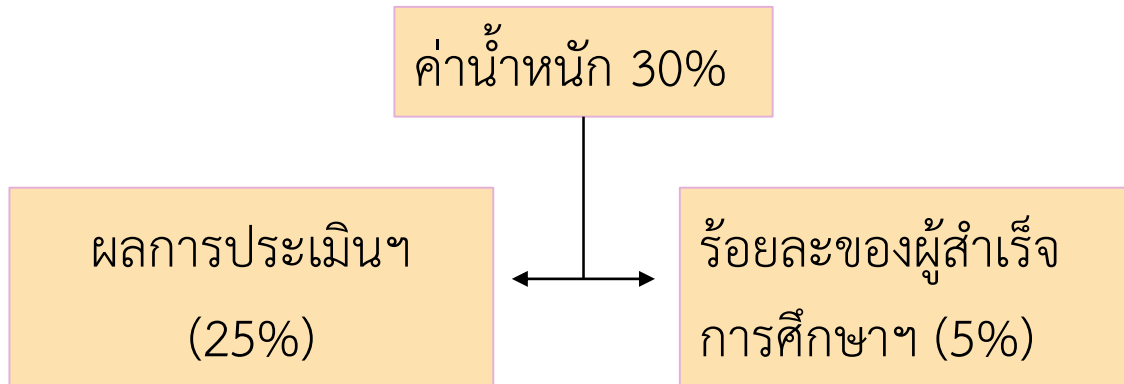 ค่าน้ำหนัก 30%
ผลการประเมินฯ
(25%)
ร้อยละของผู้สำเร็จ
การศึกษาฯ (5%)